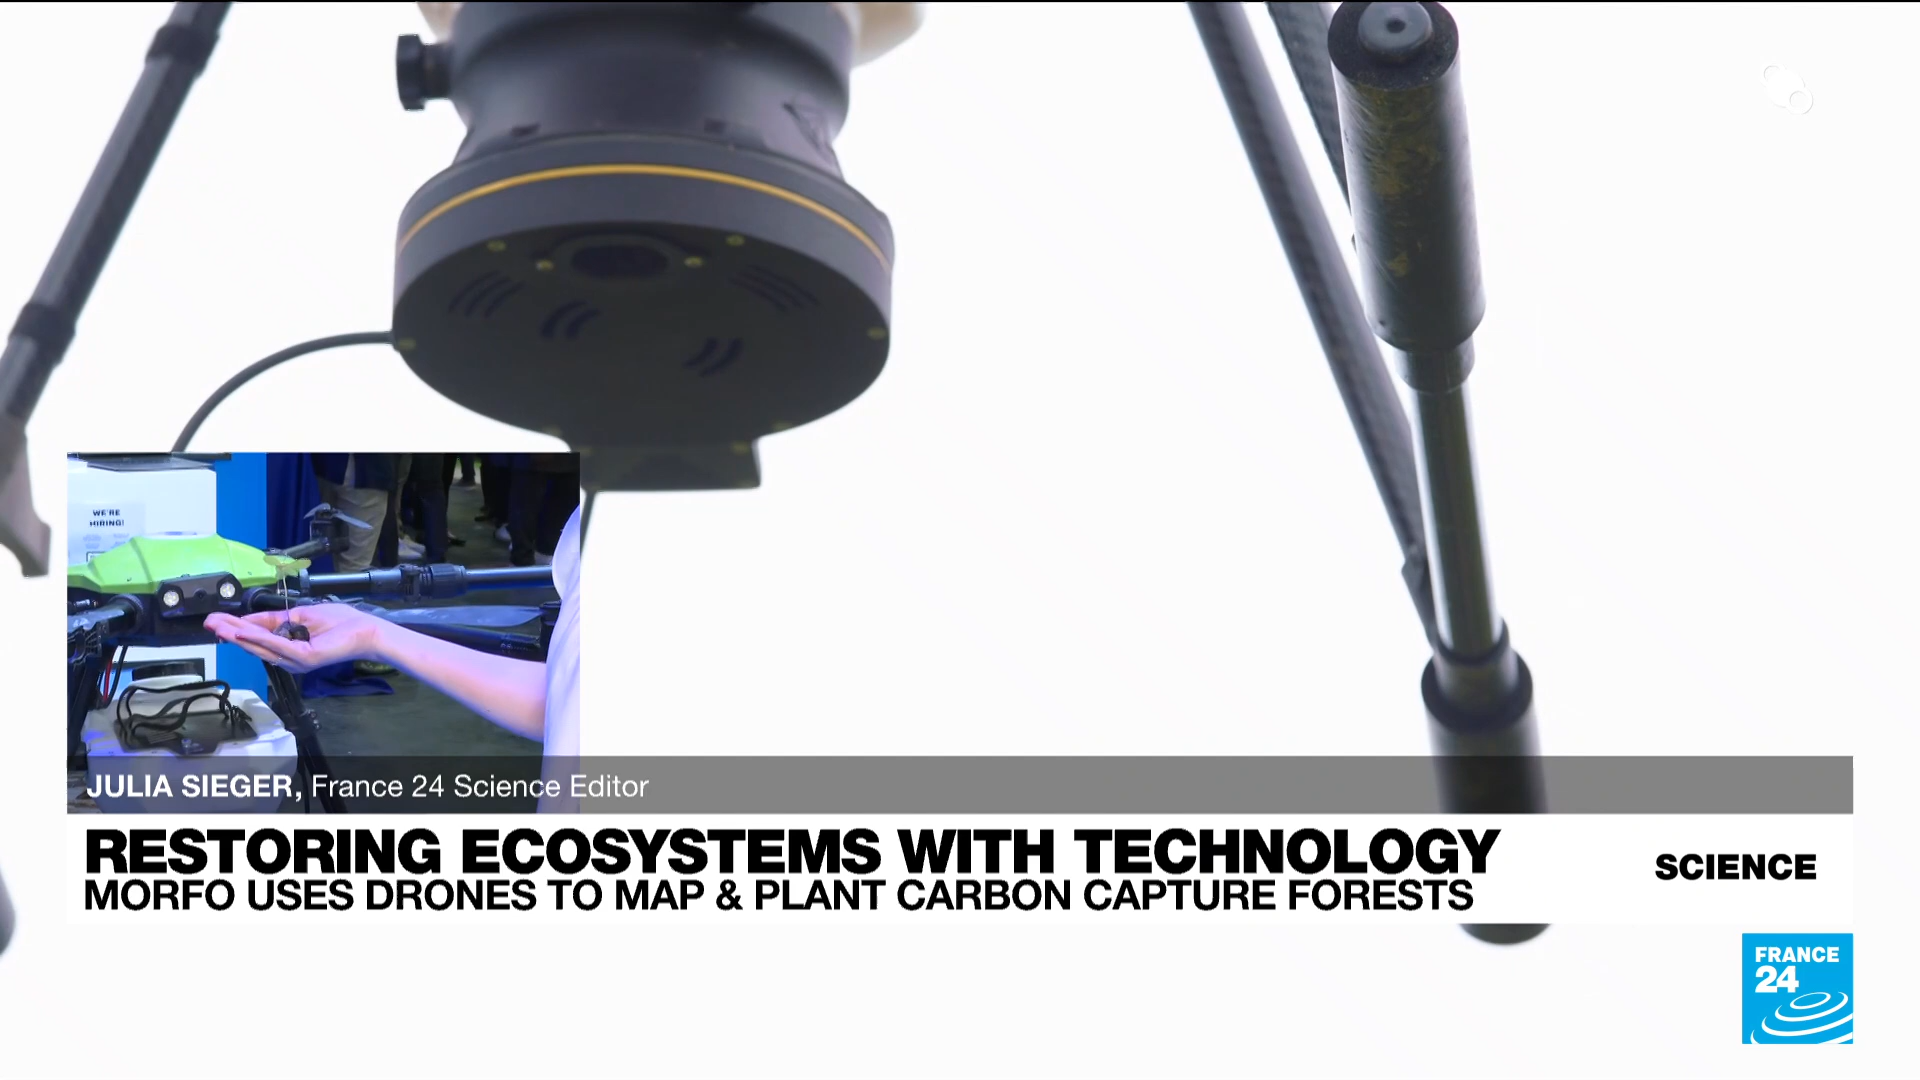 WE'RE
HIRING!
JULIA SIEGER, France 24 Science Editor
RESTORING ECOSYSTEMS WITH TECHNOLOGY
MORFO USES DRONES TO MAP & PLANT CARBON CAPTURE FORESTS
SCIENCE
FRANCE
24